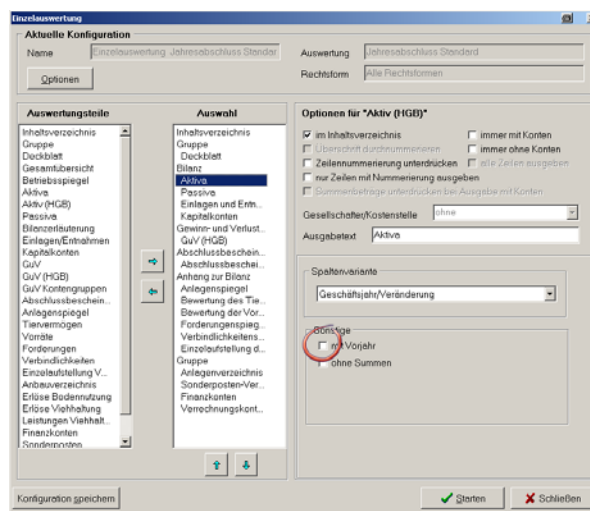 Einzelauswertung
Aktuelle Konfiguration
Name
Einzelauswertung Jahresabschluss Standar
Auswertung
Jahresabschluss Standard
Optionen
Rechtsform
Alle Rechtsformen
Auswertungsteile
Inhaltsverzeichnis
Gruppe
Deckblatt
Gesamtübersicht
Betriebsspiegel
Aktiva
Aktiv (HGB)
Passiva
Bilanzerläuterung
Einlagen/Entnahmen
Kapitalkonten
GuV
GuV (HGB)
GuV Kontengruppen
Abschlussbeschein...
Anlagenspiegel
Tiervermögen
Vorräte
Forderungen
Verbindlichkeiten
Einzelaufstellung V...
Anbauverzeichnis
Erlöse Bodennutzung
Erlöse Viehhaltung
Leistungen Viehhalt...
Finanzkonten
Sonderposten
Auswahl
Inhaltsverzeichnis
Gruppe
Deckblatt
Bilanz
Aktiva
Passiva
Einlagen und Entn...
Kapitalkonten
Gewinn- und Verlust...
GuV (HGB)
Abschlussbeschein...
Abschlussbeschei...
Anhang zur Bilanz
Anlagenspiegel
Bewertung des Tie...
Bewertung der Vor...
Forderungenspieg...
Verbindlichkeitens...
Einzelaufstellung d...
Gruppe
Anlagenverzeichnis
Sonderposten-Ver...
Finanzkonten
Verrechnungskont...
Optionen für "Aktiv (HGB)"
im Inhaltsverzeichnis
immer mit Konten
Überschrift durchnummerieren
immer ohne Konten
Zeilennummerierung unterdrücken
alle Zeilen ausgeben
nur Zeilen mit Nummerierung ausgeben
Summenbeträge unterdrücken bei Ausgabe mit Konten
Gesellschafter/Kostenstelle
ohne
Ausgabetext
Aktiva
Spaltenvariante
Geschäftsjahr/Veränderung
Sonstige
mit Vorjahr
ohne Summen
Konfiguration speichern
Starten
Schließen